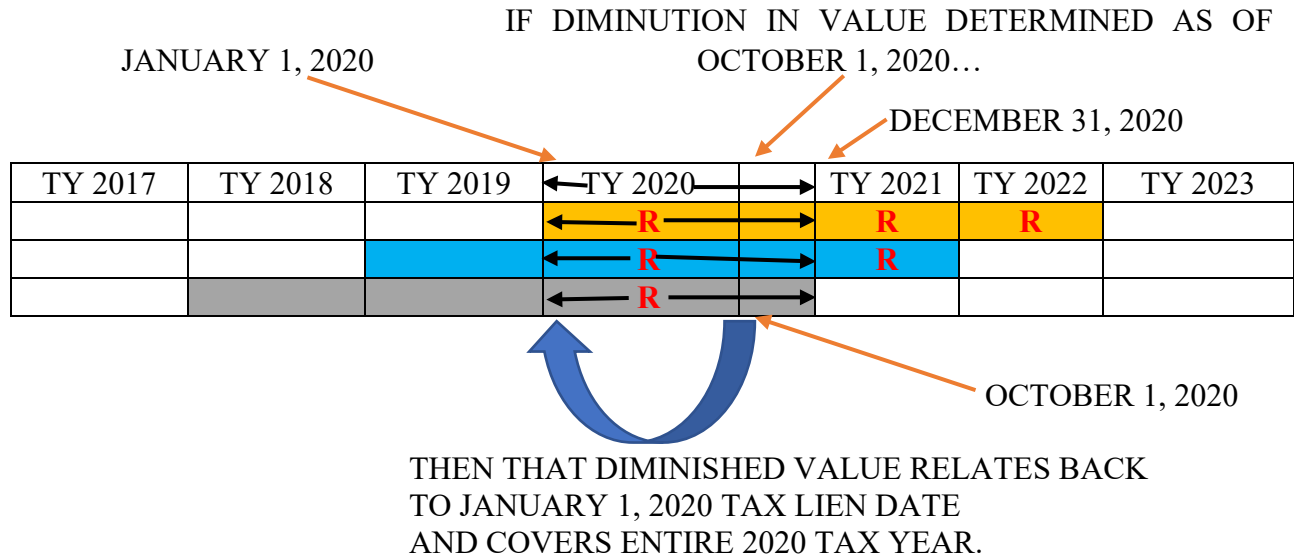 IF DIMINUTION IN VALUE DETERMINED AS OF
JANUARY 1, 2020
OCTOBER 1, 2020…
DECEMBER 31, 2020
TY 2017 TY 2018 TY 2019 TY 2020 TY 2021 TY 2022 TY 2023
R R R
R R
R
OCTOBER 1, 2020
THEN THAT DIMINISHED VALUE RELATES BACK
TO JANUARY 1, 2020 TAX LIEN DATE
AND COVERS ENTIRE 2020 TAX YEAR.